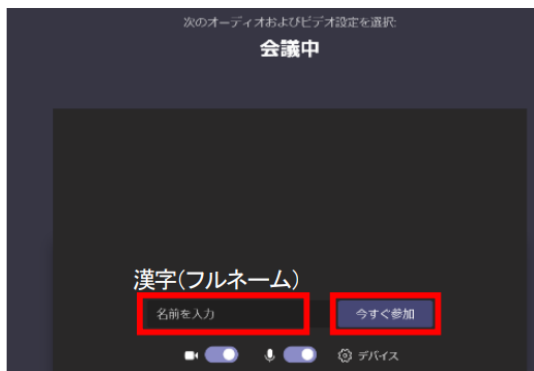 次のオーディオおよびビデオ設定を選択:
会議中
漢字(フルネーム)
名前を入力
今すぐ参加
デバイス